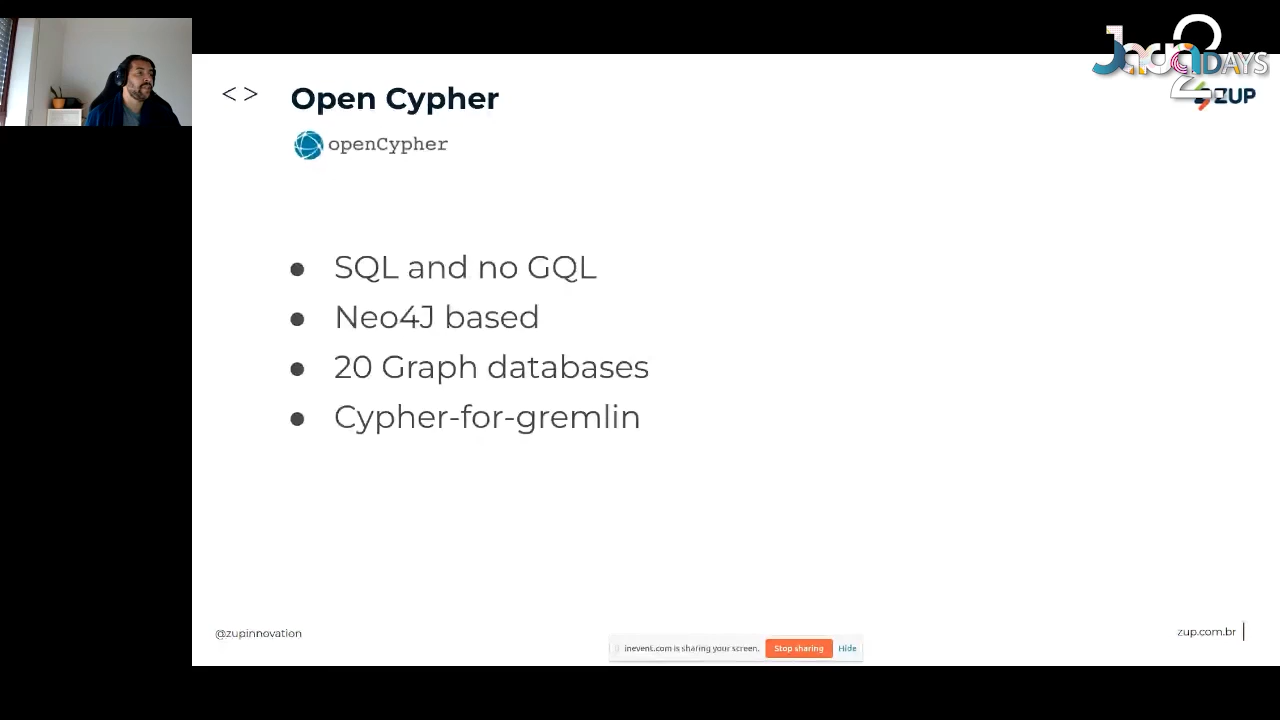 Java2 DAYS
< >
Open Cypher
ZUP
openCypher
● SQL and no GQL
● Neo4J based
● 20 Graph databases
● Cypher-for-gremlin
@zupinnovation
zup.com.br
inevent.com is sharing your screen. Stop sharing Hide